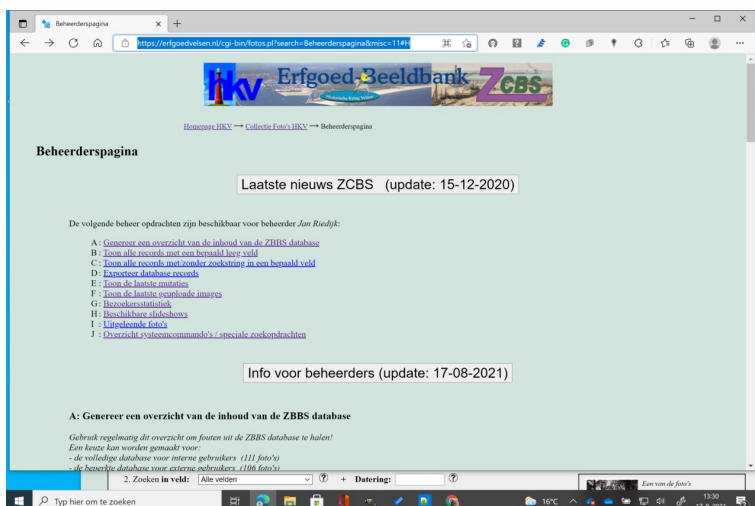 Beheerderspagina
https://erfgoedvelsen.nl/cgi-bin/fotos.pl?search=Beheerderspagina&misc=11#H
hkv Erfgoed Beeldbank ZCBS
Homepage HKV → Collectie Foto's HKV → Beheerderspagina
Beheerderspagina
Laatste nieuws ZCBS (update: 15-12-2020)
De volgende beheer opdrachten zijn beschikbaar voor beheerder Jan Riedijk:
A : Genereer een overzicht van de inhoud van de ZBBS database
B : Toon alle records met een bepaald leeg veld
C : Toon alle records met/zonder zoekstring in een bepaald veld
D : Exporteer database records
E : Toon de laatste mutaties
F : Toon de laatste geuploade images
G : Bezoekersstatistiek
H : Beschikbare slideshows
I : Uitgeleende foto's
J : Overzicht systeemcommando's / speciale zoekopdrachten
Info voor beheerders (update: 17-08-2021)
A: Genereer een overzicht van de inhoud van de ZBBS database
Gebruik regelmatig dit overzicht om fouten uit de ZBBS database te halen!
Een keuze kan worden gemaakt voor:
- de volledige database voor interne gebruikers (111 foto's)
- de beperkte database voor externe gebruikers (106 foto's)
2. Zoeken in veld: Alle velden + Datering:
Een van de foto's
Typ hier om te zoeken
16°C
13:30